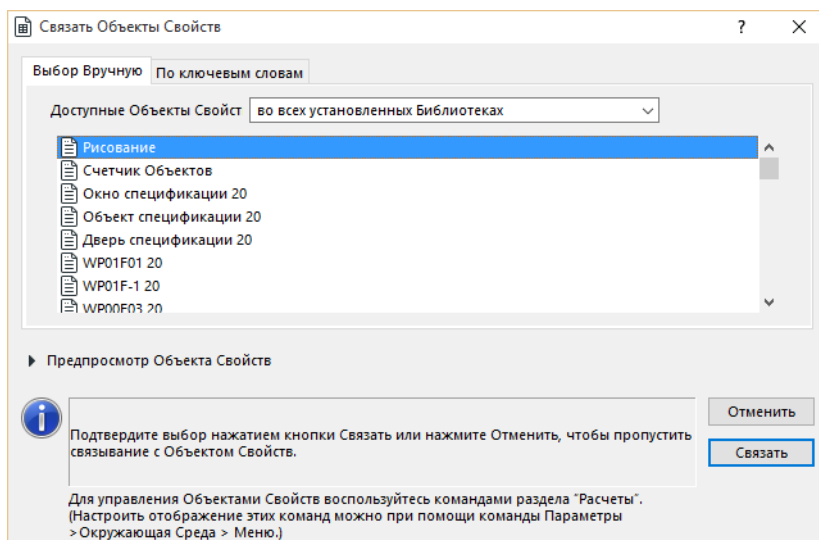 Связать Объекты Свойств
?
Выбор Вручную По ключевым словам
Доступные Объекты Свойст во всех установленных Библиотеках
Рисование
Счетчик Объектов
Окно спецификации 20
Объект спецификации 20
Дверь спецификации 20
WP01F01 20
WP01F-1 20
WP00F03 20
Предпросмотр Объекта Свойств
Отменить
Подтвердите выбор нажатием кнопки Связать или нажмите Отменить, чтобы пропустить
связывание с Объектом Свойств.
Связать
Для управления Объектами Свойств воспользуйтесь командами раздела "Расчеты".
(Настроить отображение этих команд можно при помощи команды Параметры
>Окружающая Среда > Меню.)